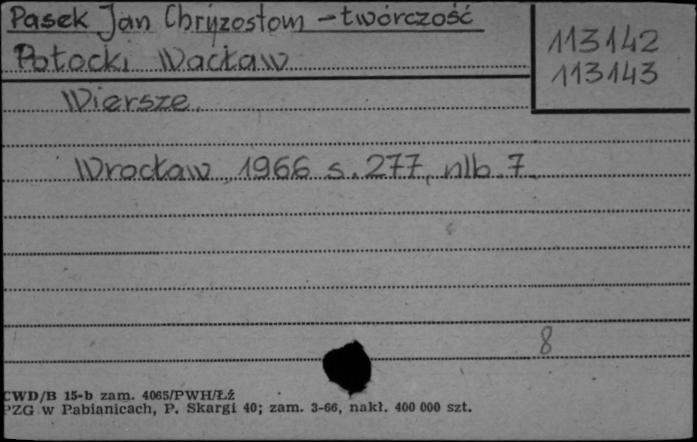 Pasek Jan Chryzostom - twórczość
113142
Potocki Wacław
113143
Wiersze.
Wrocław 1966 s. 277, nlb. 7.
8
CWD/B 15-b zam. 4065/PWH/Łź
PZG w Pabianicach, P. Skargi 40; zam. 3-66, nakł. 400 000 szt.